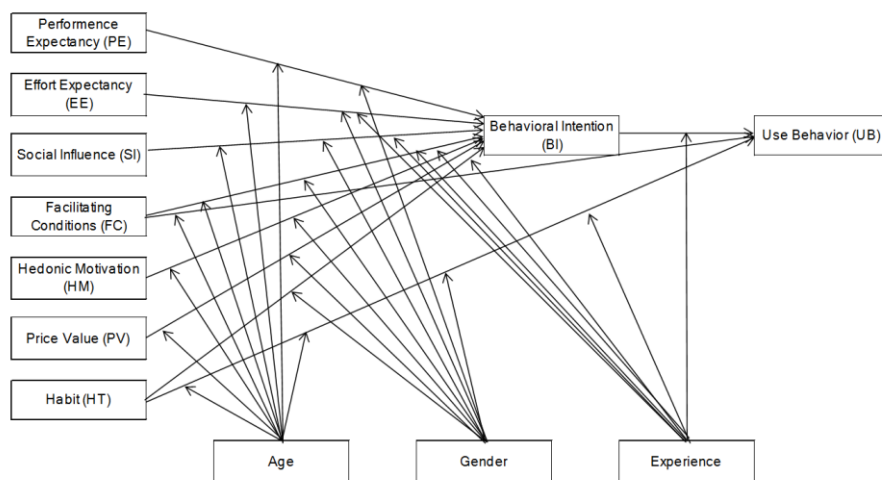 Performence
Expectancy (PE)
Effort Expectancy
(EE)
Social Influence (SI)
Facilitating
Conditions (FC)
Hedonic Motivation
(HM)
Price Value (PV)
Habit (HT)
Behavioral Intention
(BI)
Use Behavior (UB)
Age
Gender
Experience